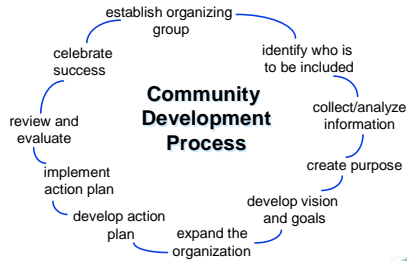 establish organizing
group
identify who is
to be included
collect/analyze
information
create purpose
develop vision
and goals
expand the
organization
develop action
plan
implement
action plan
review and
evaluate
celebrate
success
Community
Development
Process